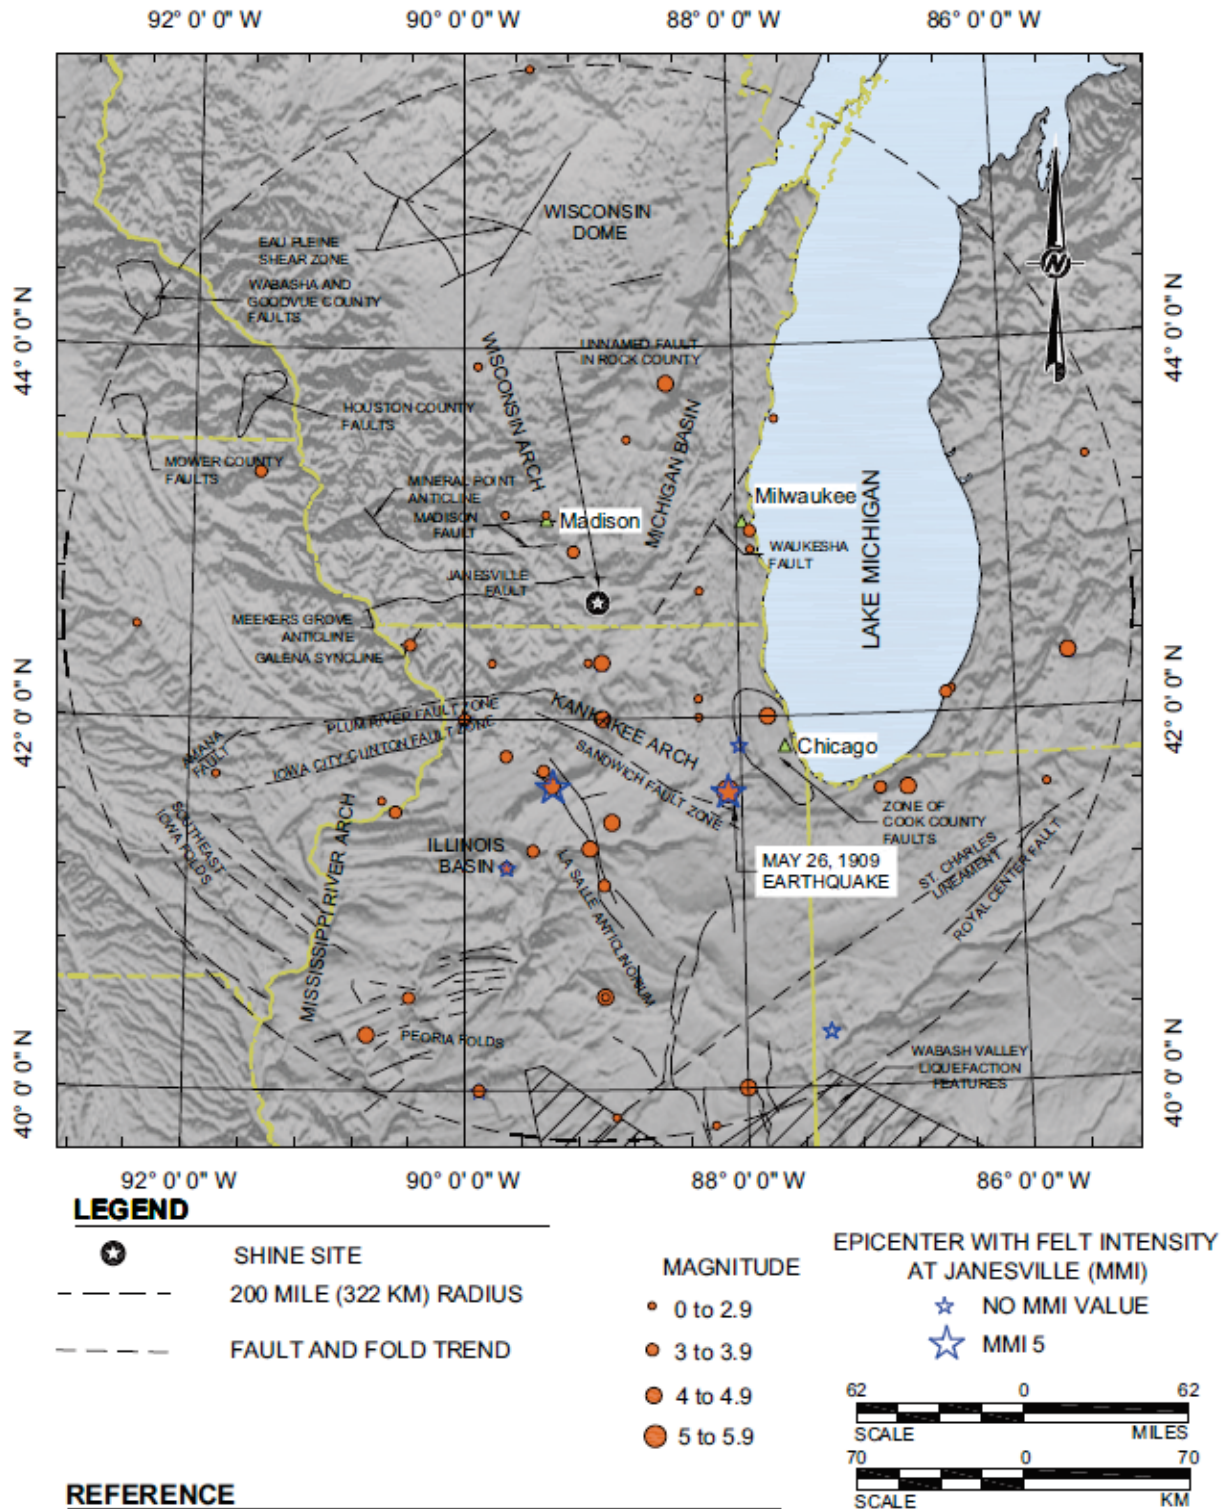 92° 0' 0" W
90° 0' 0" W
88° 0' 0" W
86° 0' 0" W
44° 0' 0" N
44° 0' 0" N
42° 0' 0" N
42° 0' 0" N
40° 0' 0" N
40° 0' 0" N
N
WISCONSIN
DOME
EAU PLEINE
SHEAR ZONE
WABASHA AND
GOODVUE COUNTY
FAULTS
UNNAMED FAULT
IN ROCK COUNTY
WISCONSIN ARCH
HOUSTON COUNTY
FAULTS
MOWER COUNTY
FAULTS
MICHIGAN BASIN
MINERAL POINT
ANTICLINE
MADISON
FAULT
Madison
Milwaukee
WAUKESHA
FAULT
LAKE MICHIGAN
JANESVILLE
FAULT
MEEKERS GROVE
ANTICLINE
GALENA SYNCLINE
PLUM RIVER FAULT ZONE
AMANA
FAULT
IOWA CITY CLINTON FAULT ZONE
KANKAKEE ARCH
SANDWICH FAULT ZONE
Chicago
ZONE OF
COOK COUNTY
FAULTS
SOUTHEAST
IOWA FOLDS
MISSISSIPPI RIVER ARCH
ILLINOIS
BASIN
LA SALLE ANTICLINORIUM
MAY 26, 1909
EARTHQUAKE
ST. CHARLES
LINEAMENT
ROYAL CENTER FAULT
PEORIA FOLDS
WABASH VALLEY
LIQUEFACTION
FEATURES
92° 0' 0" W
90° 0' 0" W
88° 0' 0" W
86° 0' 0" W
LEGEND
SHINE SITE
200 MILE (322 KM) RADIUS
FAULT AND FOLD TREND
MAGNITUDE
0 to 2.9
3 to 3.9
4 to 4.9
5 to 5.9
EPICENTER WITH FELT INTENSITY
AT JANESVILLE (MMI)
NO MMI VALUE
MMI 5
62 0 62
SCALE MILES
70 0 70
SCALE KM
REFERENCE